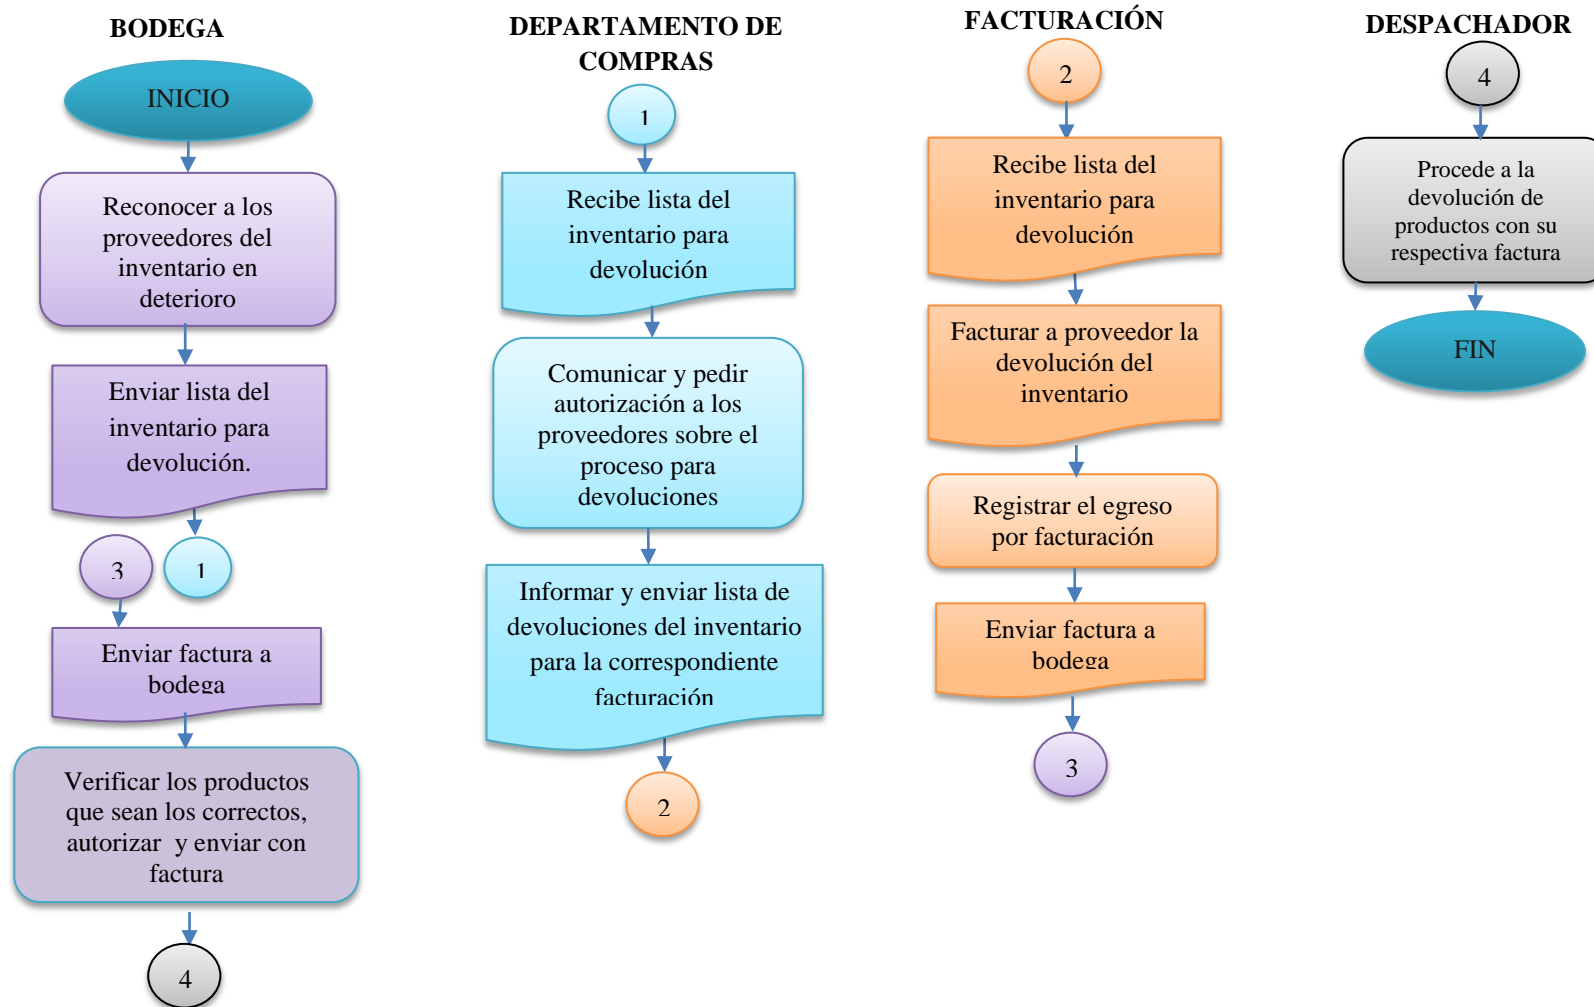 BODEGA
INICIO
Reconocer a los
proveedores del
inventario en
deterioro
Enviar lista del
inventario para
devolución.
3
1
Enviar factura a
bodega
Verificar los productos
que sean los correctos,
autorizar y enviar con
factura
4
DEPARTAMENTO DE
COMPRAS
1
Recibe lista del
inventario para
devolución
Comunicar y pedir
autorización a los
proveedores sobre el
proceso para
devoluciones
Informar y enviar lista de
devoluciones del inventario
para la correspondiente
facturación
2
FACTURACIÓN
2
Recibe lista del
inventario para
devolución
Facturar a proveedor la
devolución del
inventario
Registrar el egreso
por facturación
Enviar factura a
bodega
3
DESPACHADOR
4
Procede a la
devolución de
productos con su
respectiva factura
FIN